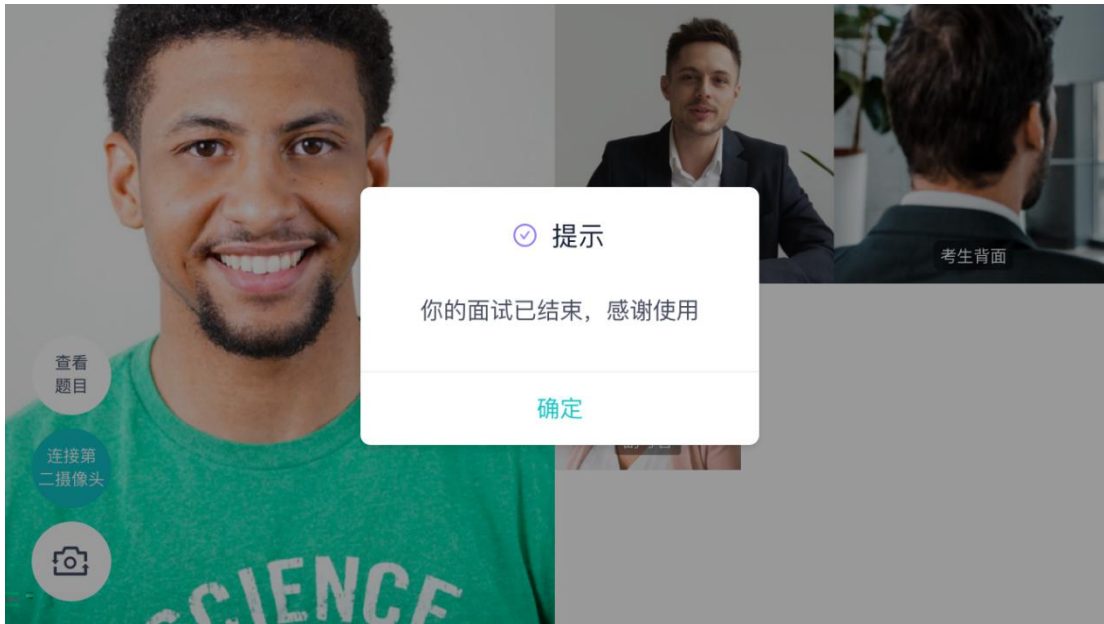 提示
你的面试已结束，感谢使用
确定
考生背面
查看
题目
连接第
二摄像头
SCIENCE